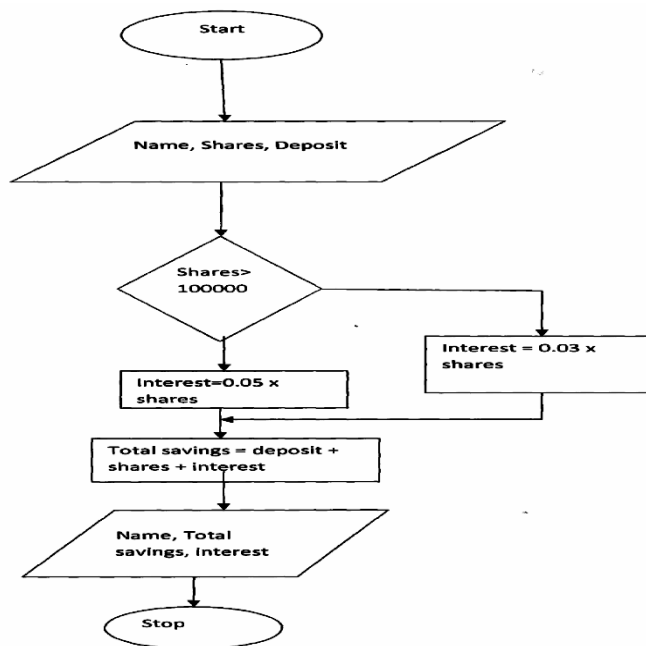 Start
Name, Shares, Deposit
Shares>
100000
Interest = 0.03 x
shares
Interest=0.05 x
shares
Total savings = deposit +
shares + interest
Name, Total
savings, interest
Stop